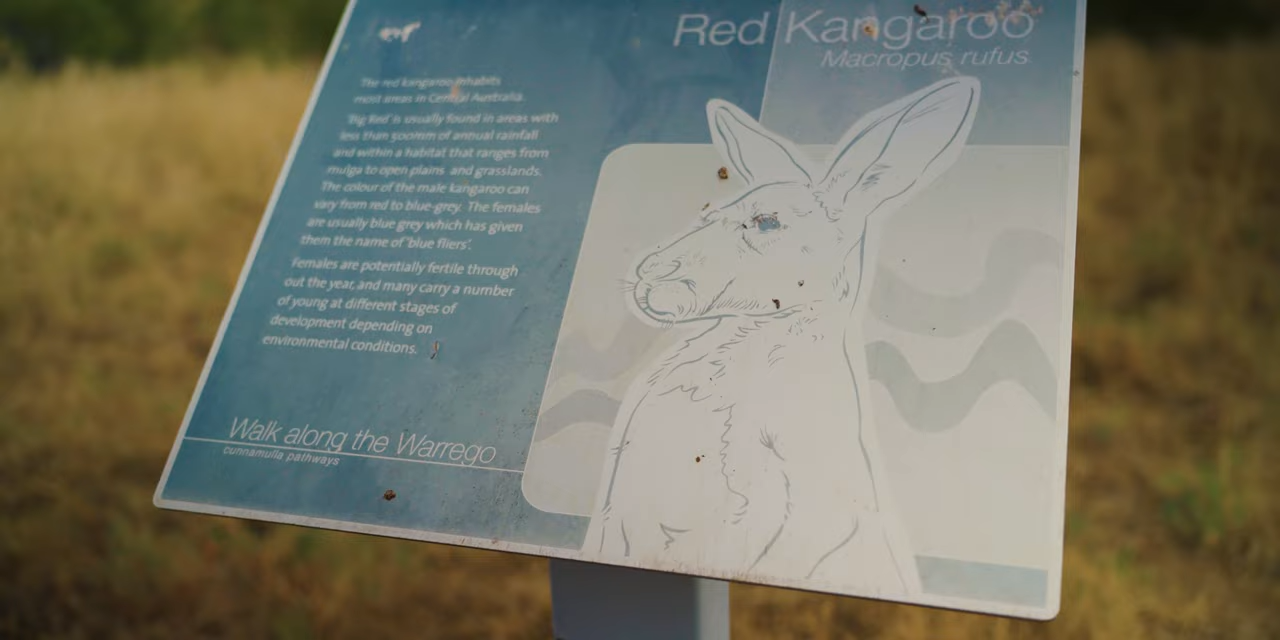 Red Kangaroo
Macropus rufus
The red kangaroo inhabits
most areas in Central Australia.
'Big Red' is usually found in areas with
less than 500mm of annual rainfall
and within a habitat that ranges from
mulga to open plains and grasslands.
The colour of the male kangaroo can
vary from red to blue-grey. The females
are usually blue grey which has given
them the name of 'blue fliers'.
Females are potentially fertile through
out the year, and many carry a number
of young at different stages of
development depending on
environmental conditions.
Walk along the Warrego
cunnamulla pathways